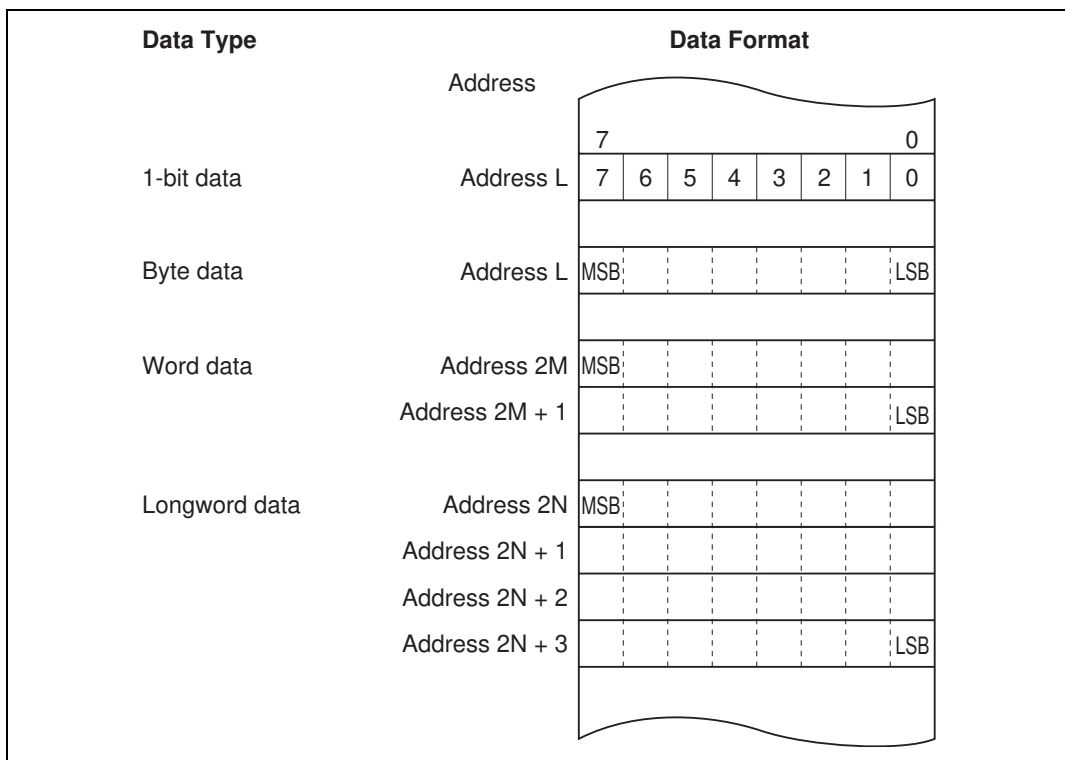 Data Type Data Format
Address
7 0
1-bit data Address L 7 6 5 4 3 2 1 0
Byte data Address L MSB LSB
Word data Address 2M MSB
Address 2M + 1 LSB
Longword data Address 2N MSB
Address 2N + 1
Address 2N + 2
Address 2N + 3 LSB